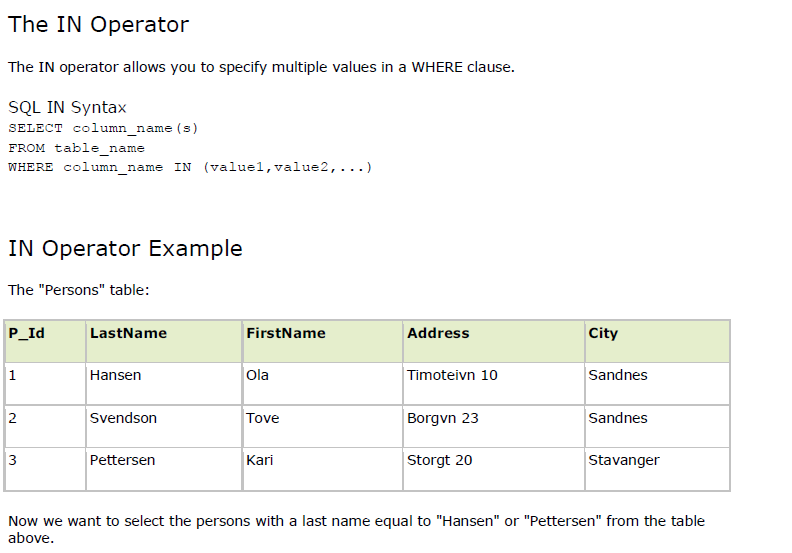 The IN Operator
The IN operator allows you to specify multiple values in a WHERE clause.
SQL IN Syntax
SELECT column_name(s)
FROM table_name
WHERE column_name IN (value1,value2,...)
IN Operator Example
The "Persons" table:
P_Id LastName FirstName Address City
1 Hansen Ola Timoteivn 10 Sandnes
2 Svendson Tove Borgvn 23 Sandnes
3 Pettersen Kari Storgt 20 Stavanger
Now we want to select the persons with a last name equal to "Hansen" or "Pettersen" from the table
above.